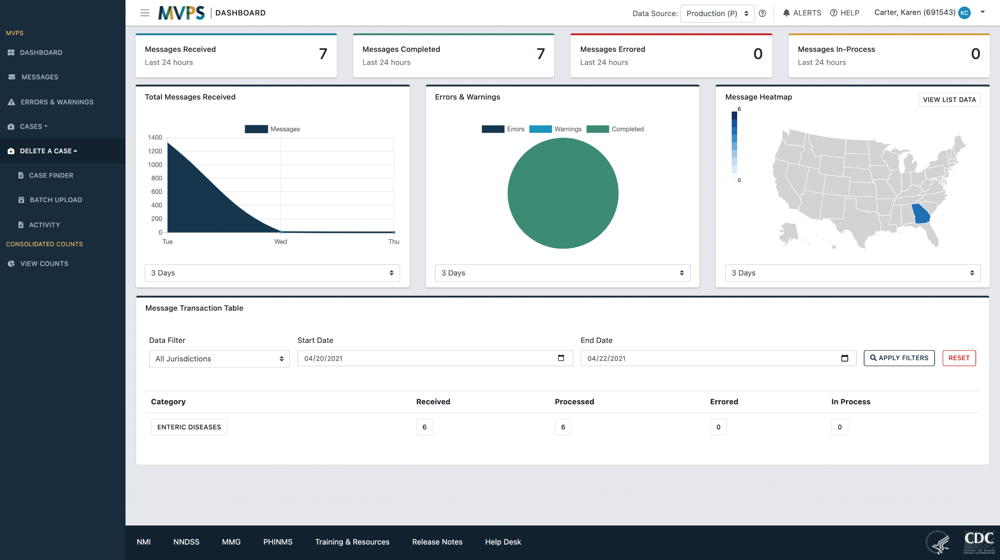 MVPS
DASHBOARD
MESSAGES
ERRORS & WARNINGS
CASES
DELETE A CASE
CASE FINDER
BATCH UPLOAD
ACTIVITY
CONSOLIDATED COUNTS
VIEW COUNTS
MVPS | DASHBOARD
Data Source: Production (P)
ALERTS
HELP
Carter, Karen (691543) KC
Messages Received 7
Last 24 hours
Messages Completed 7
Last 24 hours
Messages Errored 0
Last 24 hours
Messages In-Process 0
Last 24 hours
Total Messages Received
Messages
1400
1200
1000
800
600
400
200
0
Tue Wed Thu
3 Days
Errors & Warnings
Errors Warnings Completed
3 Days
Message Heatmap
VIEW LIST DATA
6
0
3 Days
Message Transaction Table
Data Filter Start Date End Date
All Jurisdictions 04/20/2021 04/22/2021 APPLY FILTERS RESET
Category Received Processed Errored In Process
ENTERIC DISEASES 6 6 0 0
NMI NNDSS MMG PHINMS Training & Resources Release Notes Help Desk
CDC
CENTERS FOR DISEASE
CONTROL AND PREVENTION